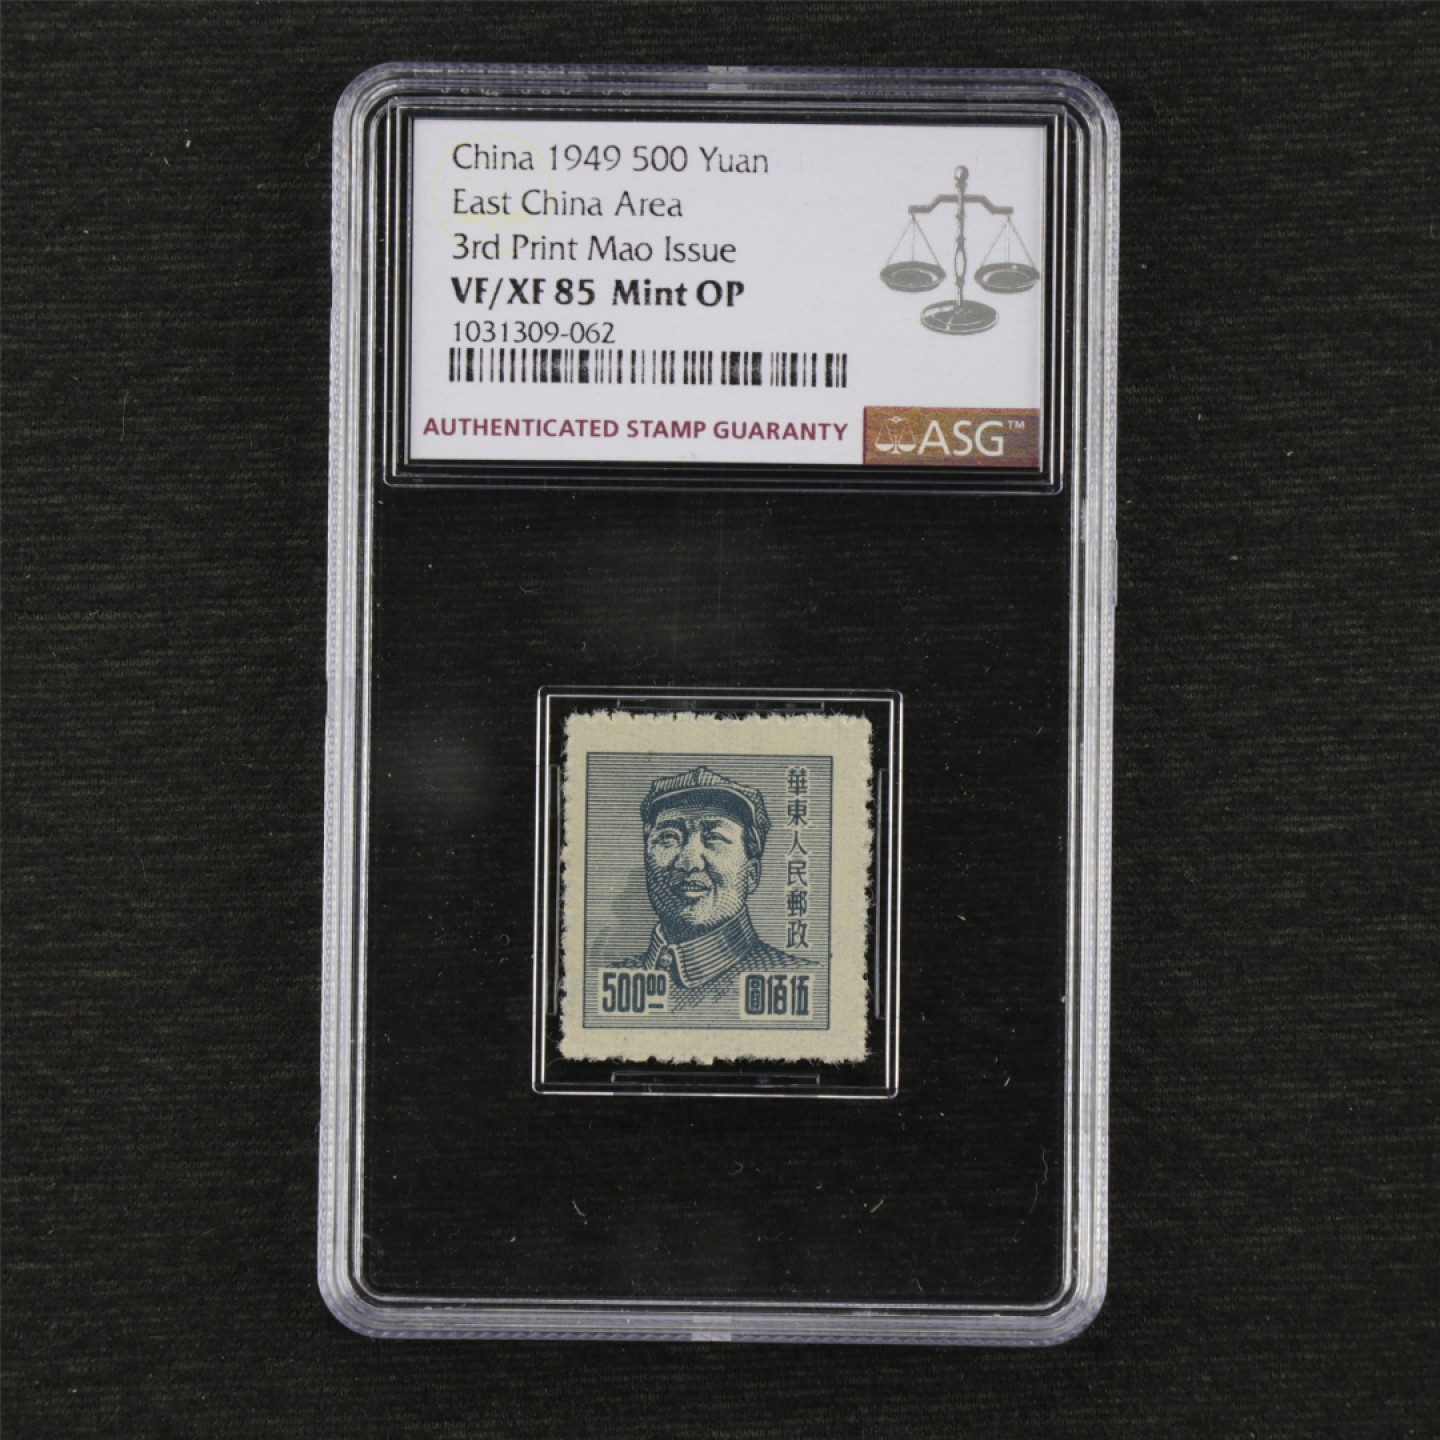 China 1949 500 Yuan
East China Area
3rd Print Mao Issue
VF/XF 85 Mint OP
1031309-062
AUTHENTICATED STAMP GUARANTY
ASG™
華東人民郵政
500.00
圓佰伍